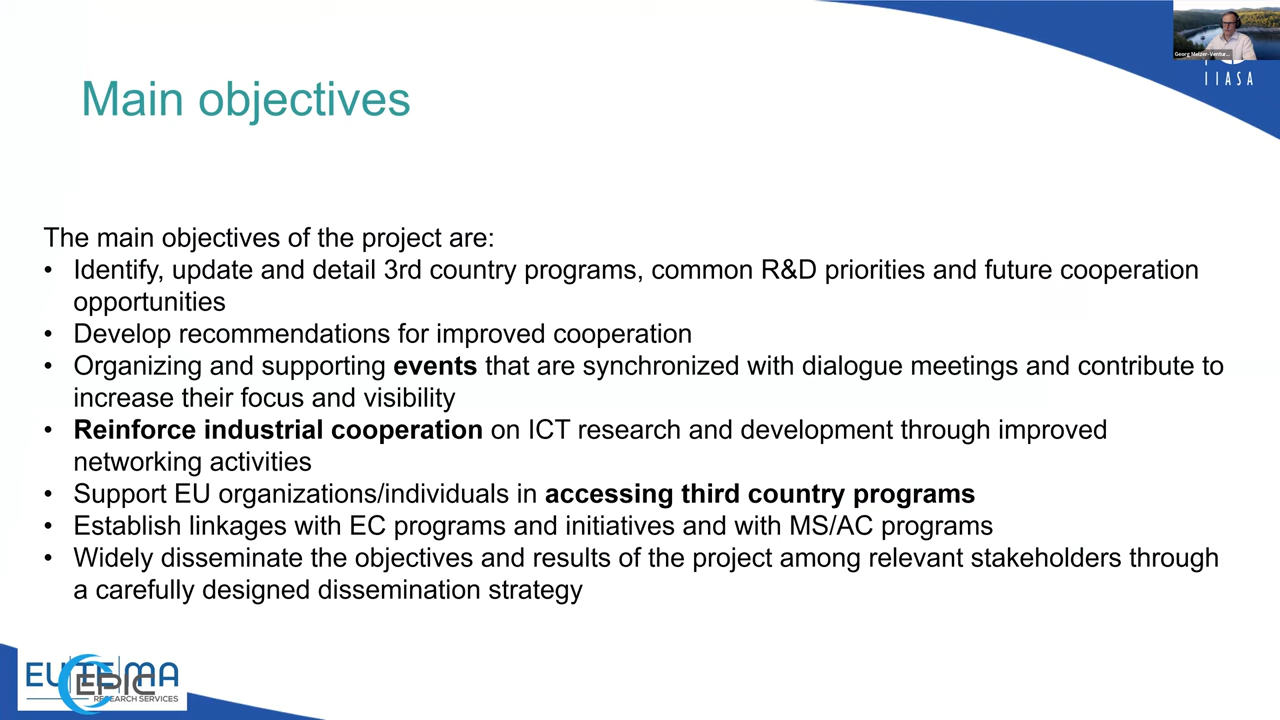 Georg Melzer-Ventur...
IIASA
Main objectives
The main objectives of the project are:
• Identify, update and detail 3rd country programs, common R&D priorities and future cooperation
opportunities
• Develop recommendations for improved cooperation
• Organizing and supporting events that are synchronized with dialogue meetings and contribute to
increase their focus and visibility
• Reinforce industrial cooperation on ICT research and development through improved
networking activities
• Support EU organizations/individuals in accessing third country programs
• Establish linkages with EC programs and initiatives and with MS/AC programs
• Widely disseminate the objectives and results of the project among relevant stakeholders through
a carefully designed dissemination strategy
EUTEMA
EPIC
RESEARCH SERVICES